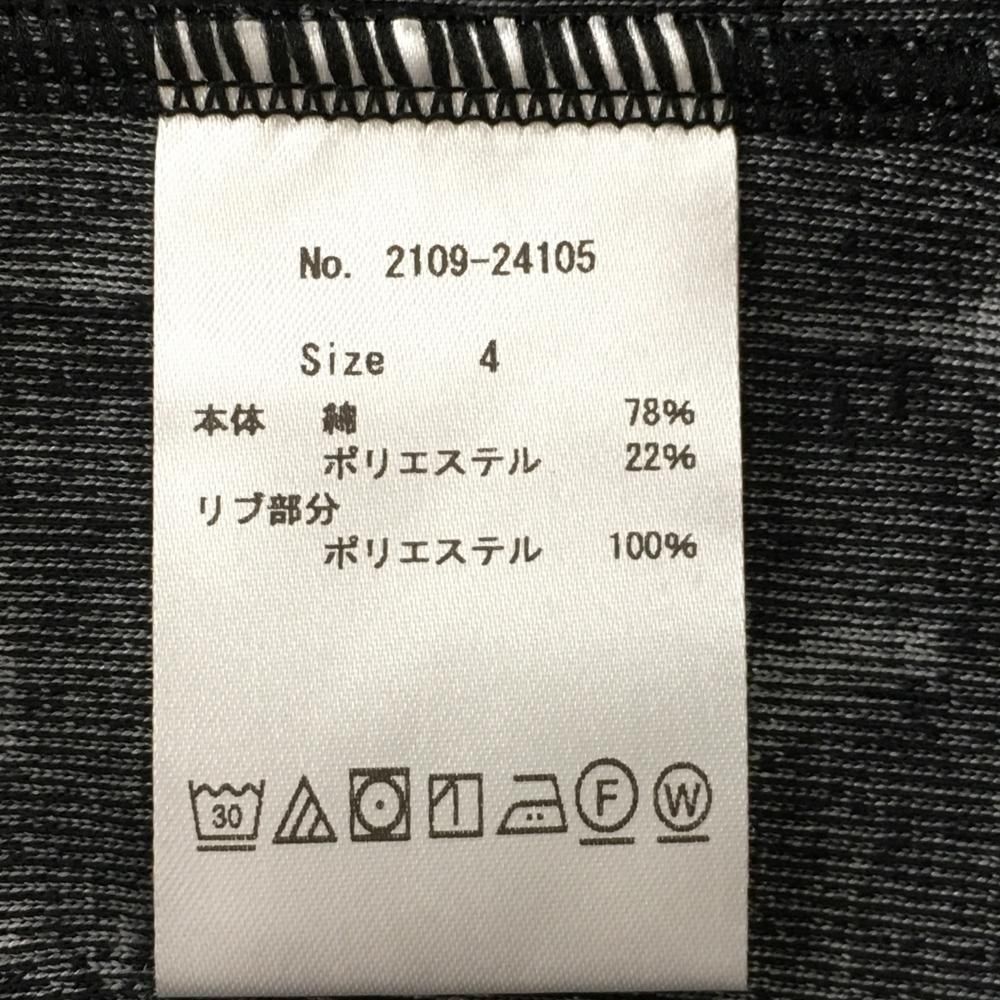 No. 2109-24105
Size 4
本体 綿 78%
ポリエステル 22%
リブ部分
ポリエステル 100%
30 F W